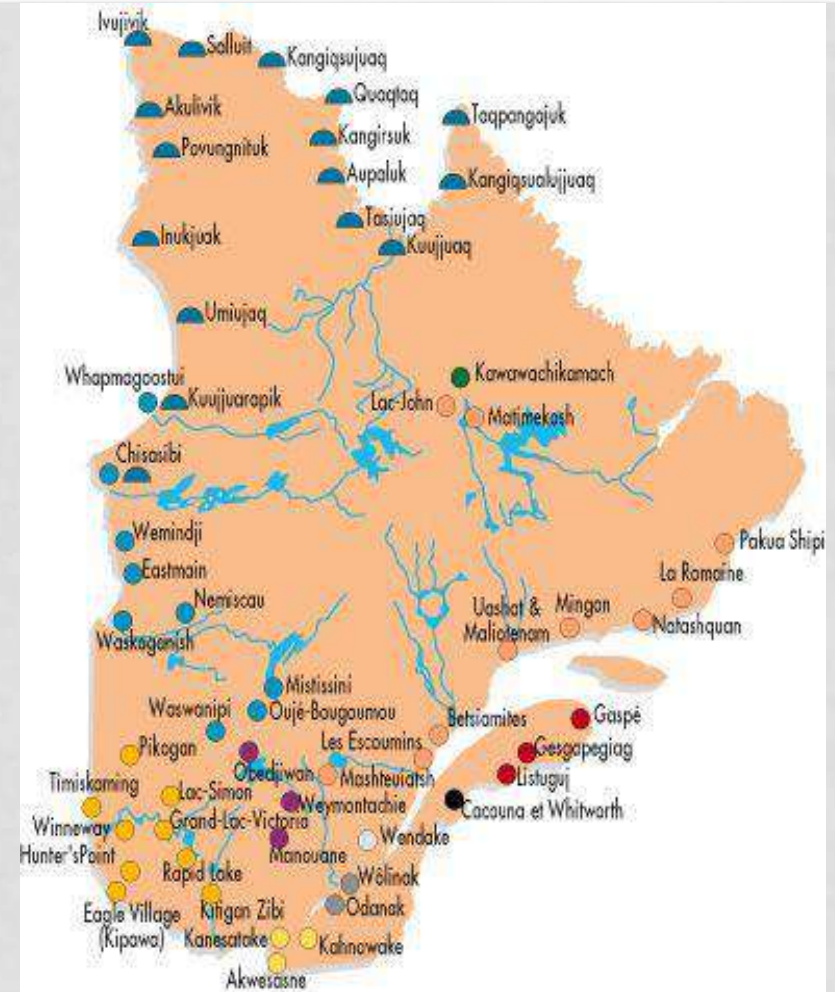 Ivujivik
Salluit
Kangiqsujuaq
Quaqtaq
Akulivik
Taqpangajuk
Kangirsuk
Povungnituk
Aupaluk
Kangiqsualujjuaq
Tasiujaq
Inukjuak
Kuujjuaq
Umiujaq
Whapmagoostui
Kawawachikamach
Kuujjuarapik
Lac-John
Matimekosh
Chisasibi
Wemindji
Pakua Shipi
Eastmain
La Romaine
Nemiscau
Uashat &
Maliotenam
Mingan
Natashquan
Waskaganish
Mistissini
Waswanipi
Oujé-Bougoumou
Betsiamites
Gaspé
Pikogan
Les Escoumins
Gesgapegiag
Obedjiwan
Mashteuiatsh
Listuguj
Timiskaming
Lac-Simon
Weymontachie
Cacouna et Whitworth
Winneway
Grand-Lac-Victoria
Wendake
Hunter'sPoint
Manouane
Rapid Lake
Wôlinak
Eagle Village
(Kipawa)
Kitigan Zibi
Odanak
Kanesatake
Kahnawake
Akwesasne